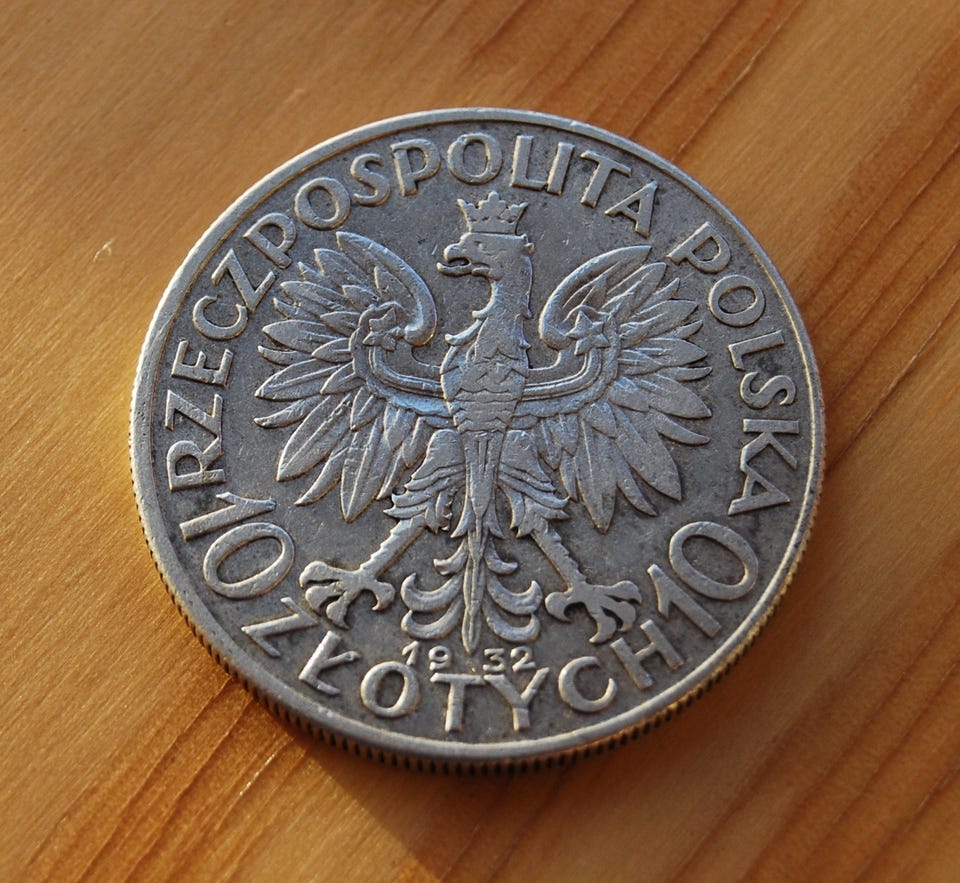 RZECZPOSPOLITA POLSKA
1932
10 ZŁOTYCH 10